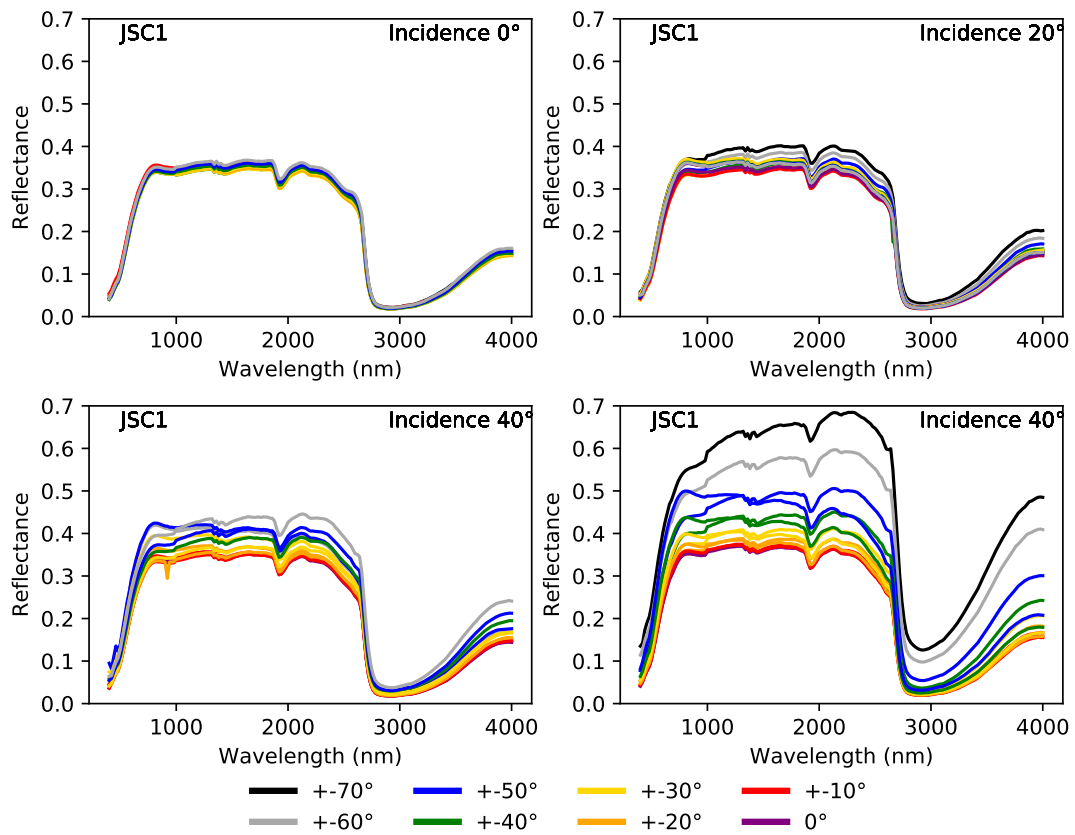 JSC1 Incidence 0°
0.7
0.6
0.5
0.4
0.3
0.2
0.1
0.0
Reflectance
1000 2000 3000 4000
Wavelength (nm)
JSC1 Incidence 20°
0.7
0.6
0.5
0.4
0.3
0.2
0.1
0.0
Reflectance
1000 2000 3000 4000
Wavelength (nm)
JSC1 Incidence 40°
0.7
0.6
0.5
0.4
0.3
0.2
0.1
0.0
Reflectance
1000 2000 3000 4000
Wavelength (nm)
JSC1 Incidence 40°
0.7
0.6
0.5
0.4
0.3
0.2
0.1
0.0
Reflectance
1000 2000 3000 4000
Wavelength (nm)
+-70° +-50° +-30° +-10°
+-60° +-40° +-20° 0°